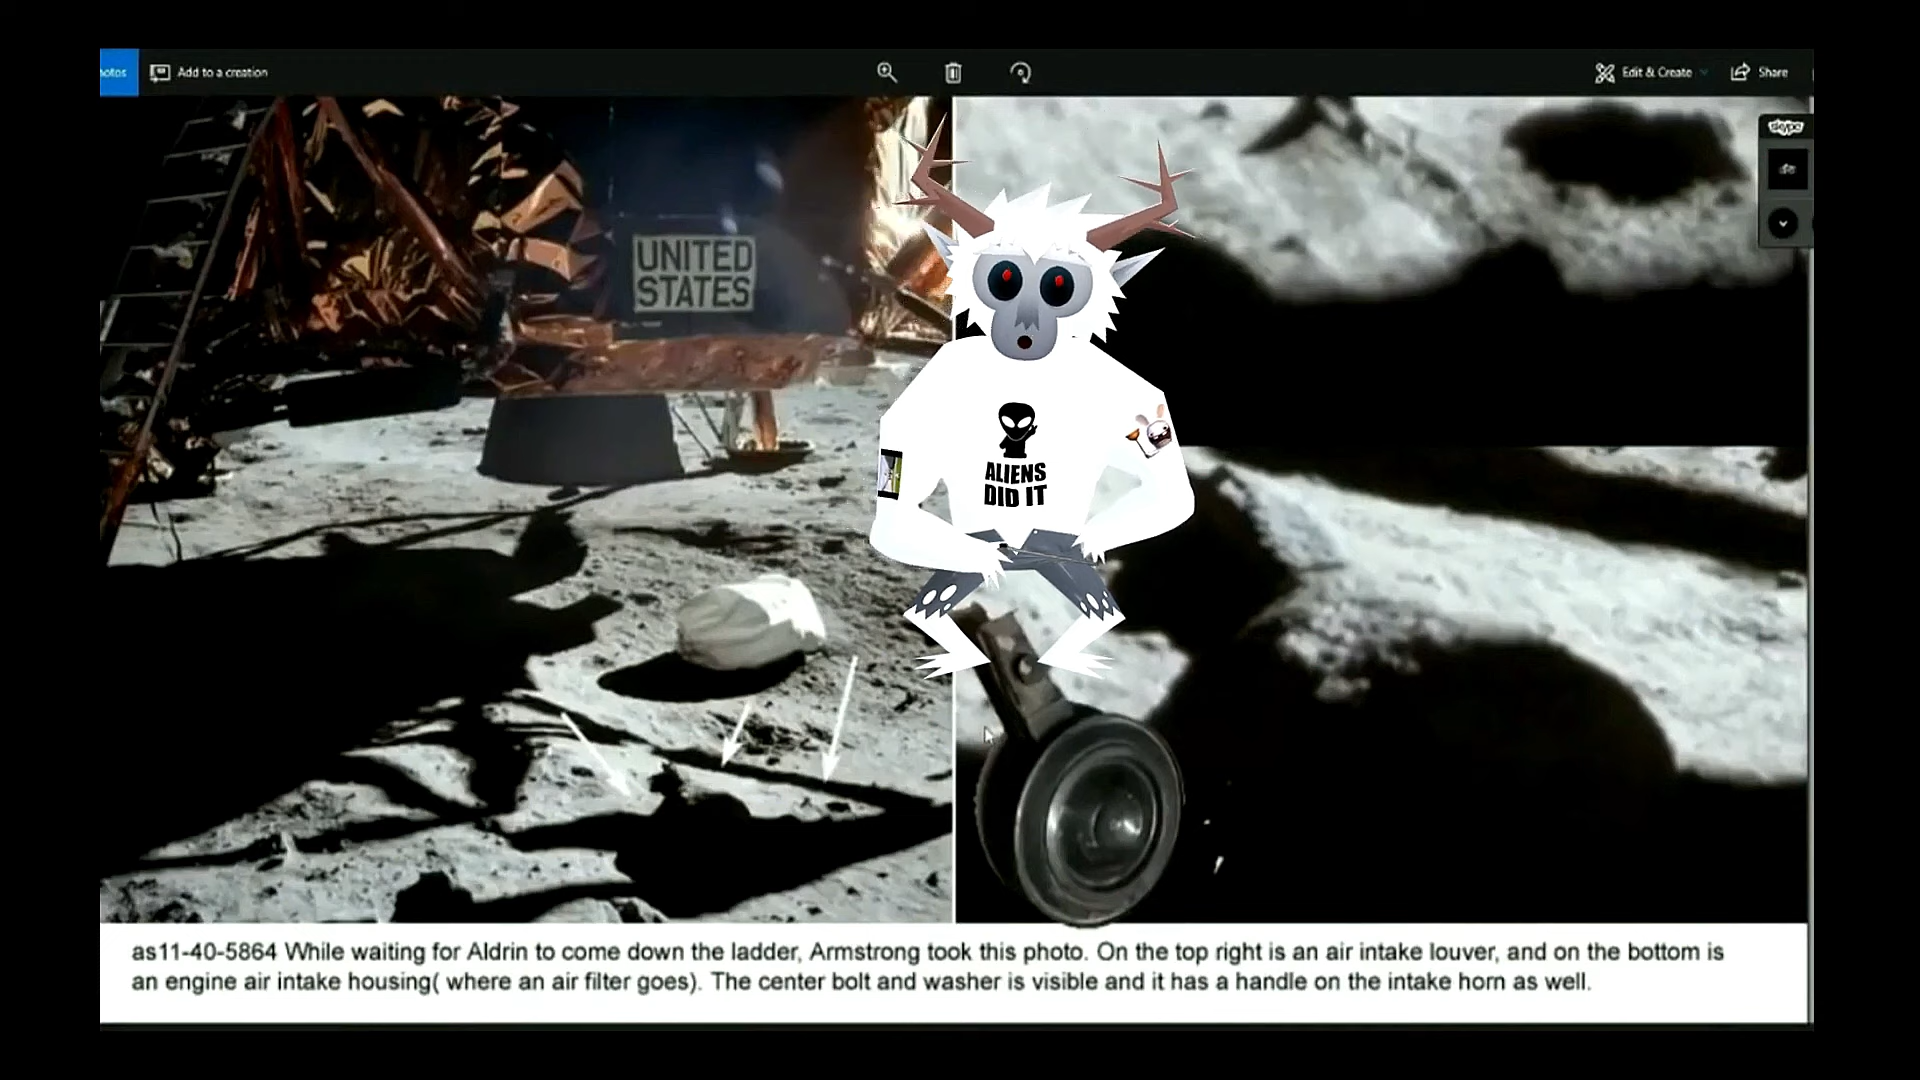 otos
Add to a creation
Edit & Create
Share
skype
UNITED
STATES
ALIENS
DID IT
as11-40-5864 While waiting for Aldrin to come down the ladder, Armstrong took this photo. On the top right is an air intake louver, and on the bottom is
an engine air intake housing( where an air filter goes). The center bolt and washer is visible and it has a handle on the intake horn as well.